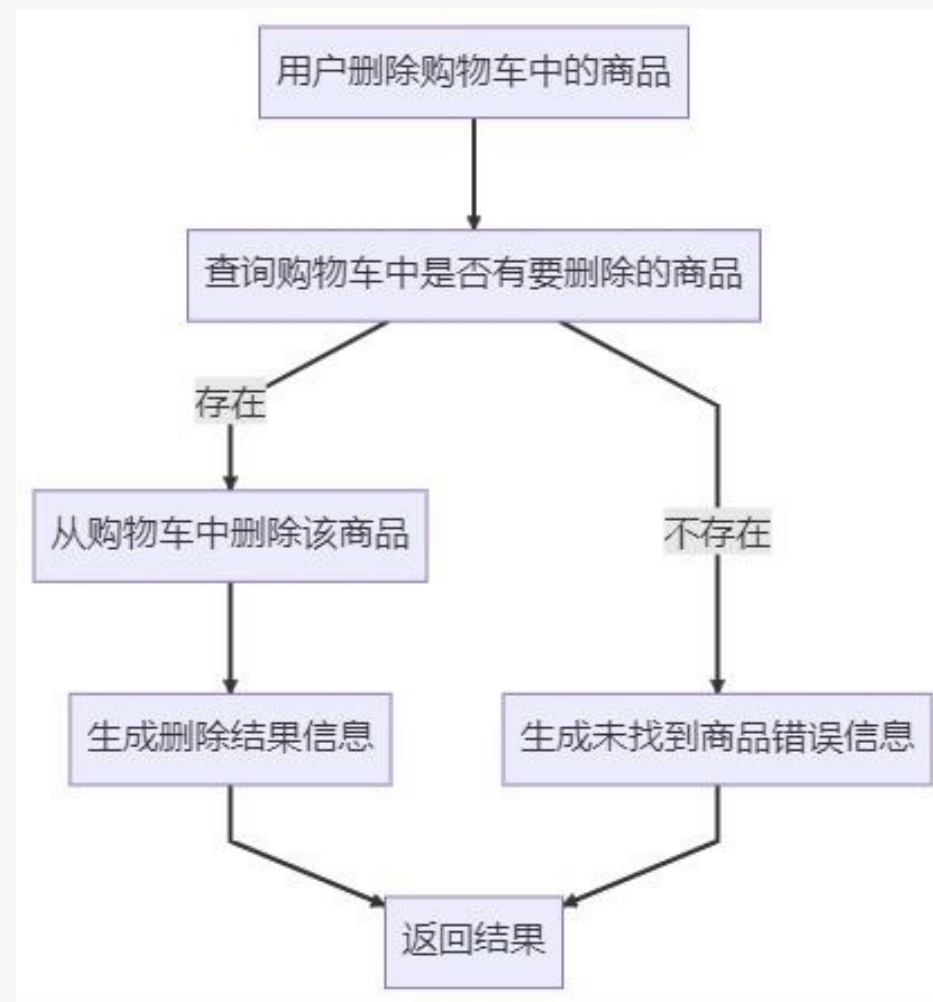 用户删除购物车中的商品
查询购物车中是否有要删除的商品
存在
从购物车中删除该商品
不存在
生成删除结果信息
生成未找到商品错误信息
返回结果